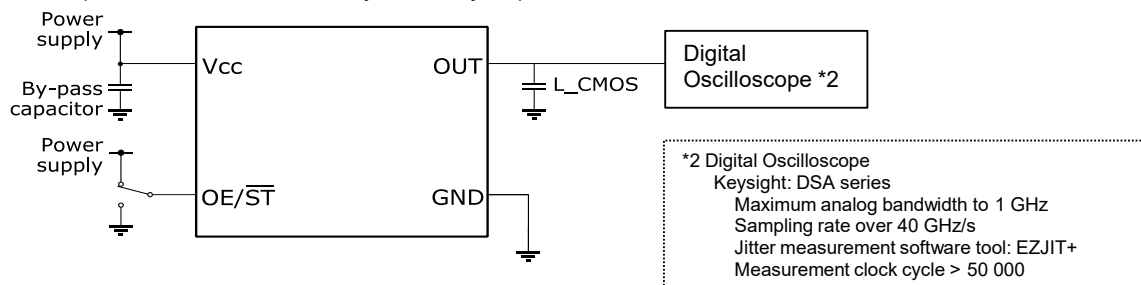 Power
supply
Vcc
OUT
By-pass
capacitor
L_CMOS
Digital
Oscilloscope *2
Power
supply
OE/S̅T̅
GND
*2 Digital Oscilloscope
Keysight: DSA series
Maximum analog bandwidth to 1 GHz
Sampling rate over 40 GHz/s
Jitter measurement software tool: EZJIT+
Measurement clock cycle > 50 000